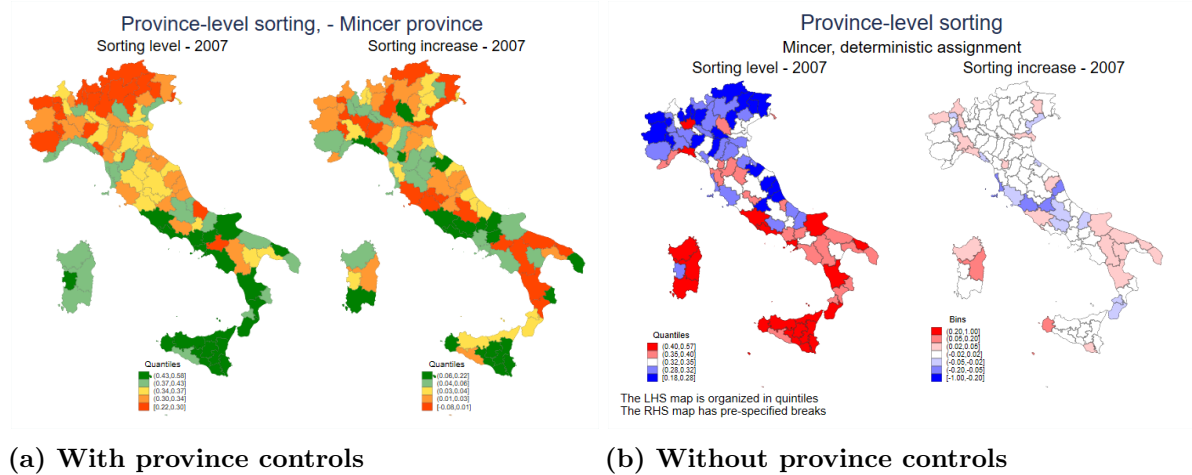 Province-level sorting, - Mincer province
Sorting level - 2007
Sorting increase - 2007
Quantiles
(0.43,0.58]
(0.37,0.43]
(0.34,0.37]
(0.30,0.34]
[0.22,0.30]
Quantiles
(0.06,0.22]
(0.04,0.06]
(0.03,0.04]
(0.01,0.03]
[-0.08,0.01]
(a) With province controls
Province-level sorting
Mincer, deterministic assignment
Sorting level - 2007
Sorting increase - 2007
Quantiles
(0.40,0.57]
(0.35,0.40]
(0.32,0.35]
(0.28,0.32]
[0.18,0.28]
Bins
(0.20,1.00]
(0.05,0.20]
(0.02,0.05]
(-0.02,0.02]
(-0.05,-0.02]
(-0.20,-0.05]
[-1.00,-0.20]
The LHS map is organized in quintiles
The RHS map has pre-specified breaks
(b) Without province controls